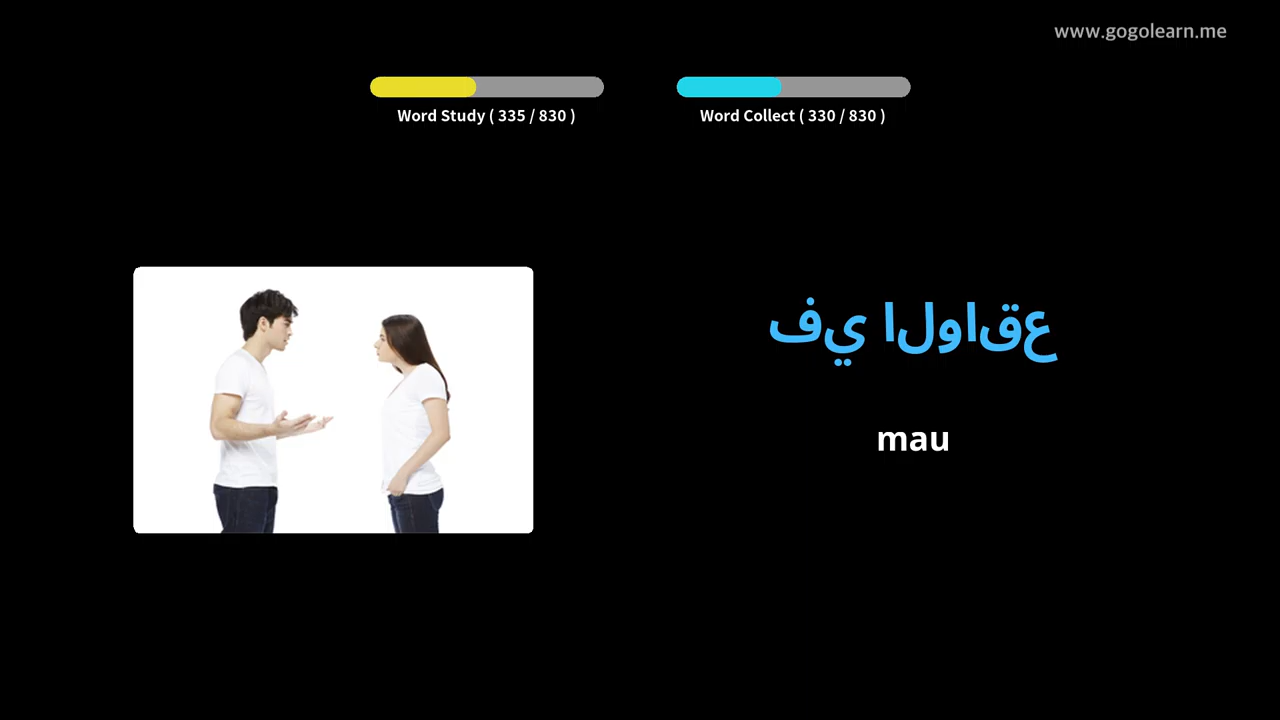 www.gogolearn.me
Word Study ( 335 / 830 )
Word Collect ( 330 / 830 )
في الواقع
mau